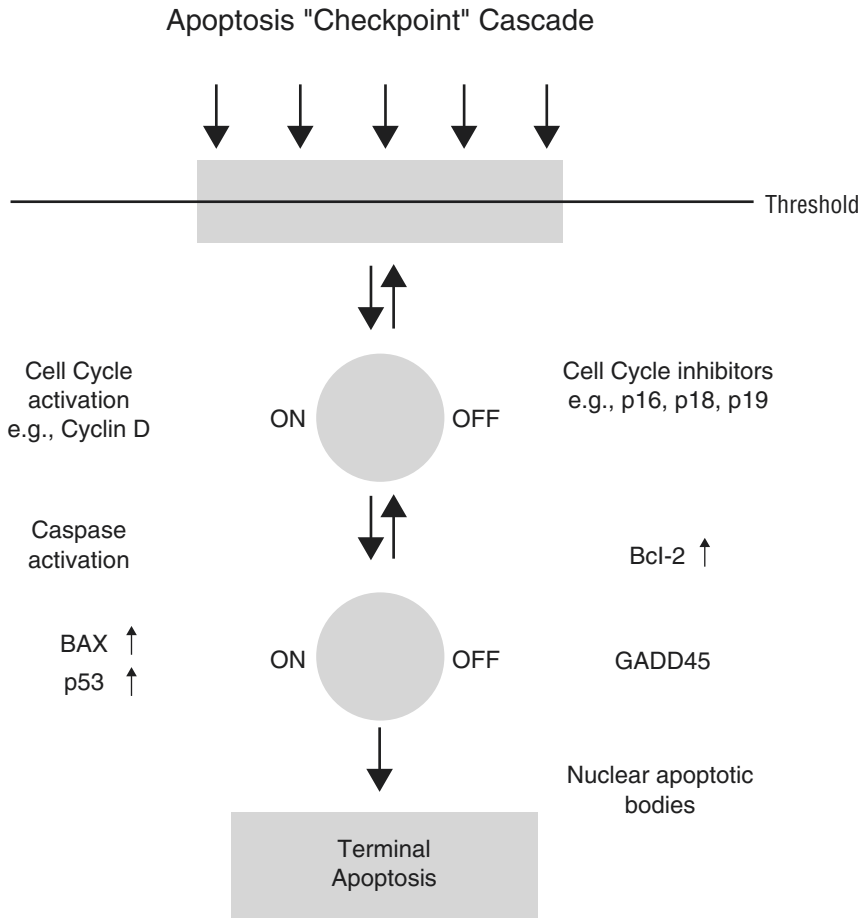 Apoptosis "Checkpoint" Cascade
Threshold
Cell Cycle
activation
e.g., Cyclin D
ON
OFF
Cell Cycle inhibitors
e.g., p16, p18, p19
Caspase
activation
Bcl-2 ↑
BAX ↑
p53 ↑
ON
OFF
GADD45
Nuclear apoptotic
bodies
Terminal
Apoptosis